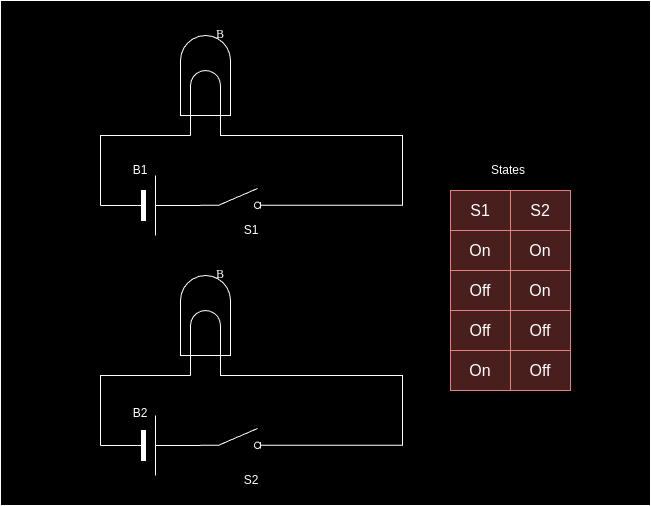 B
B1
S1
B
B2
S2
States
S1 S2
On On
Off On
Off Off
On Off